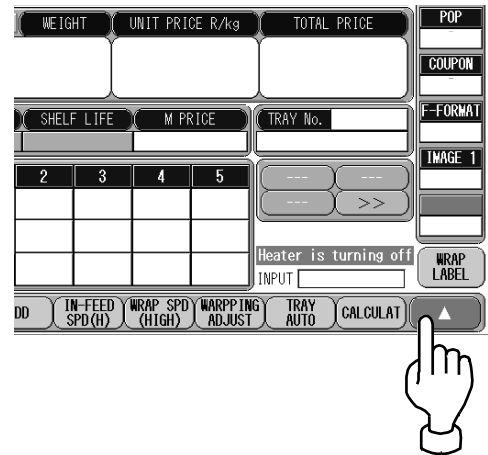 WEIGHT
UNIT PRICE R/kg
TOTAL PRICE
POP
COUPON
F-FORMAT
SHELF LIFE
M PRICE
TRAY No.
IMAGE 1
2 3 4 5
--- ---
--- >>
Heater is turning off
INPUT
WRAP
LABEL
DD
IN-FEED
SPD(H)
WRAP SPD
(HIGH)
WARPPING
ADJUST
TRAY
AUTO
CALCULAT
▲